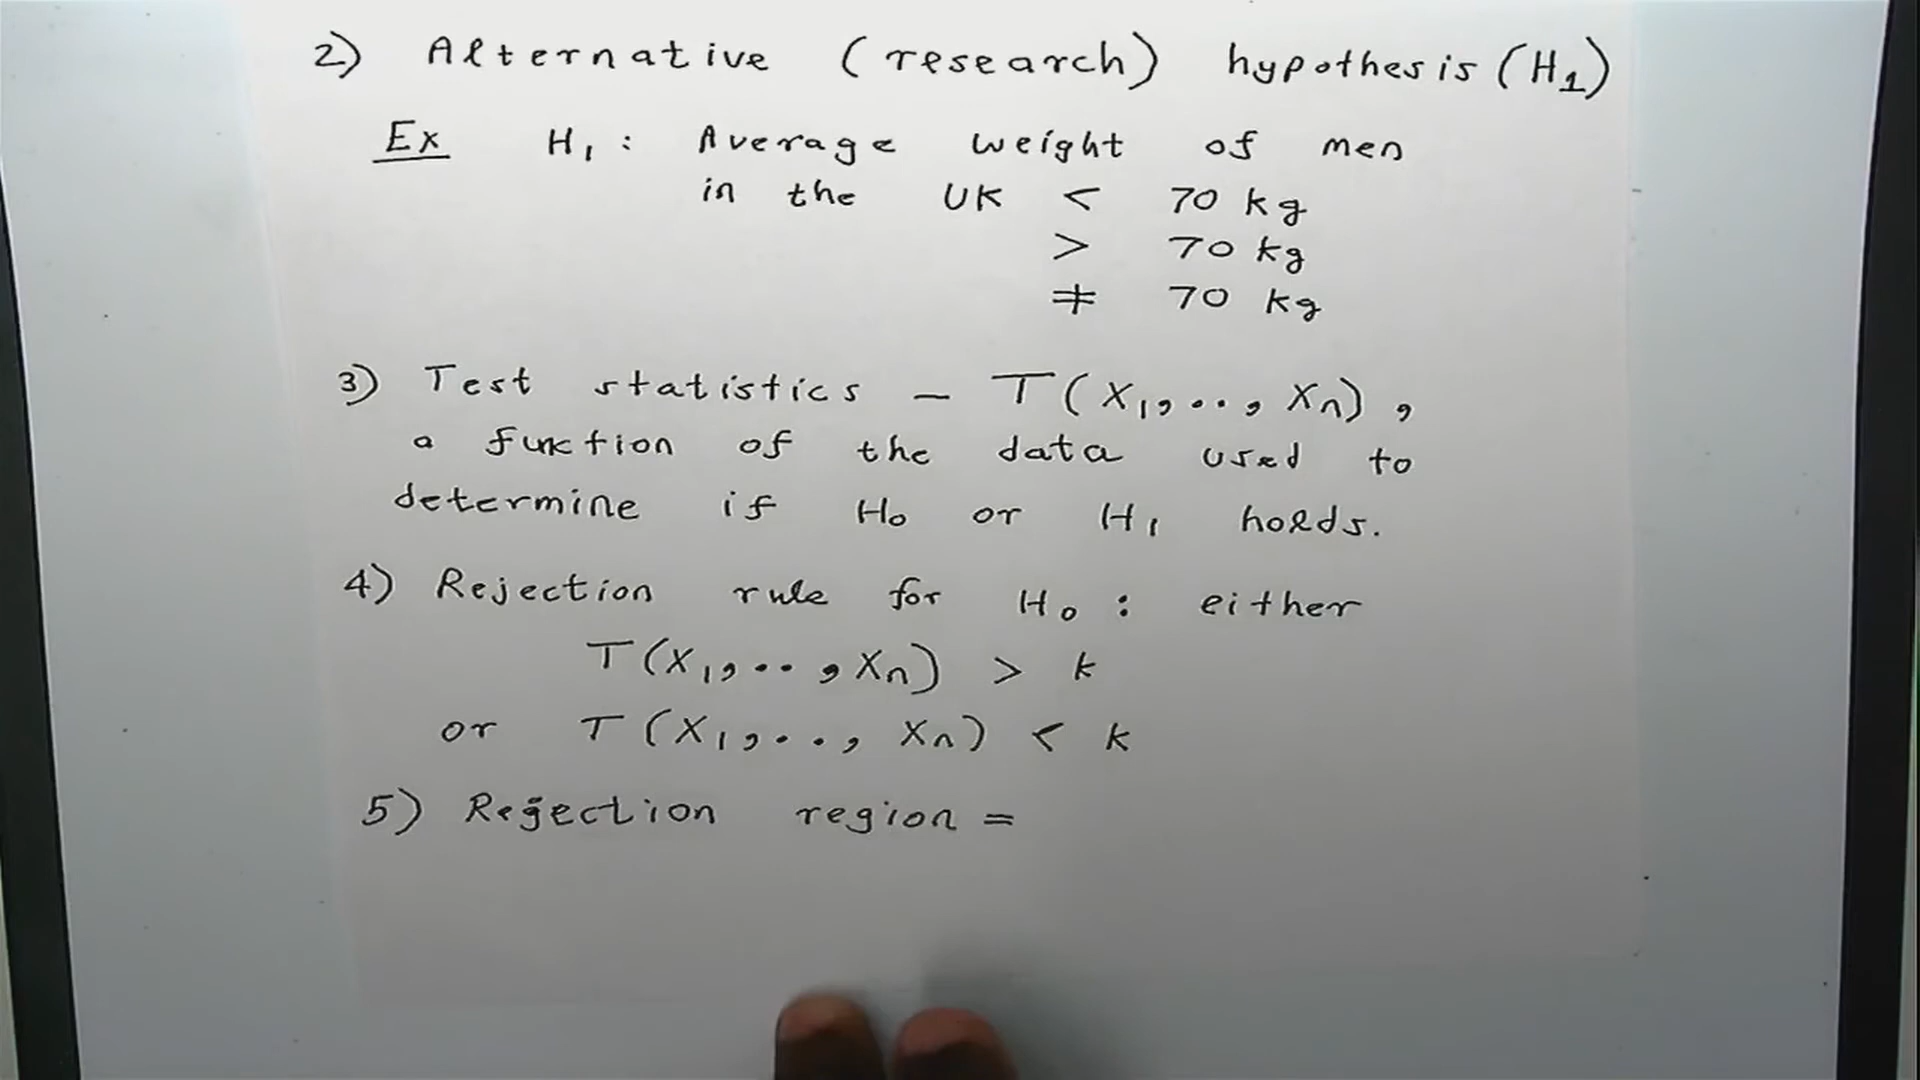 2) Alternative (research) hypothesis (H₁)
Ex H₁ : Average weight of men
in the UK < 70 kg
> 70 kg
≠ 70 kg
3) Test statistics – T(X₁, .., Xn),
a function of the data used to
determine if H₀ or H₁ holds.
4) Rejection rule for H₀ : either
T(X₁, .. , Xn) > k
or T(X₁, .., Xn) < k
5) Rejection region =